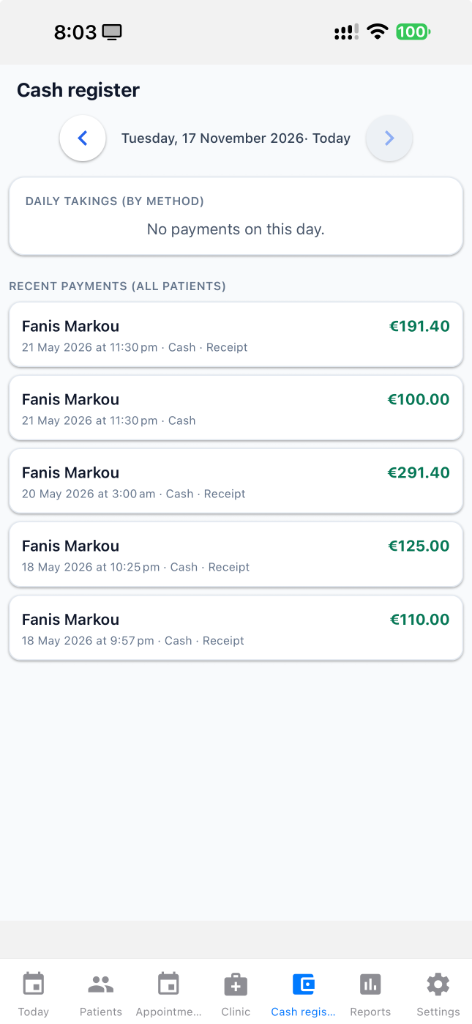 8:03
100
Cash register
Tuesday, 17 November 2026· Today
DAILY TAKINGS (BY METHOD)
No payments on this day.
RECENT PAYMENTS (ALL PATIENTS)
Fanis Markou €191.40
21 May 2026 at 11:30 pm · Cash · Receipt
Fanis Markou €100.00
21 May 2026 at 11:30 pm · Cash
Fanis Markou €291.40
20 May 2026 at 3:00 am · Cash · Receipt
Fanis Markou €125.00
18 May 2026 at 10:25 pm · Cash · Receipt
Fanis Markou €110.00
18 May 2026 at 9:57 pm · Cash · Receipt
Today Patients Appointme... Clinic Cash regis... Reports Settings